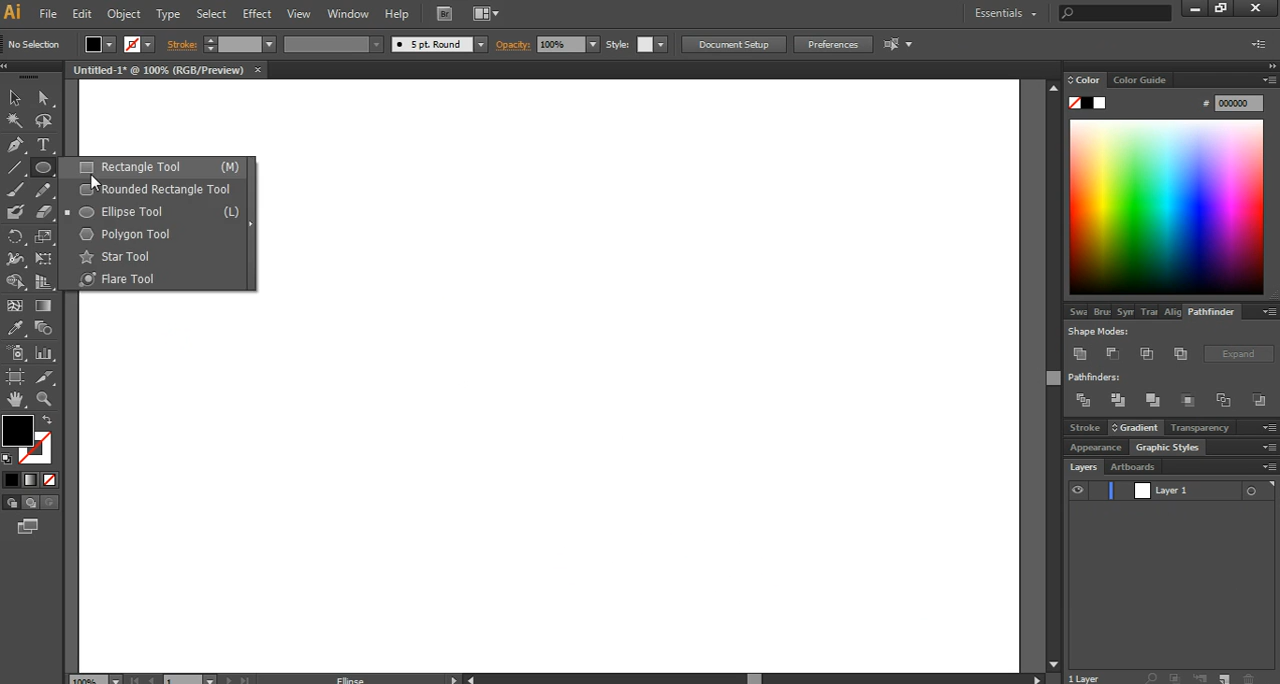 Ai File Edit Object Type Select Effect View Window Help Br Essentials
No Selection Stroke: 5 pt. Round Opacity: 100% Style: Document Setup Preferences
Untitled-1* @ 100% (RGB/Preview) ×
Color Color Guide
# 000000
T
Rectangle Tool (M)
Rounded Rectangle Tool
Ellipse Tool (L)
Polygon Tool
Star Tool
Flare Tool
Swa Brus Sym Tra Alig Pathfinder
Shape Modes:
Expand
Pathfinders:
Stroke Gradient Transparency
Appearance Graphic Styles
Layers Artboards
Layer 1
100% 1 Ellipse
1 Layer